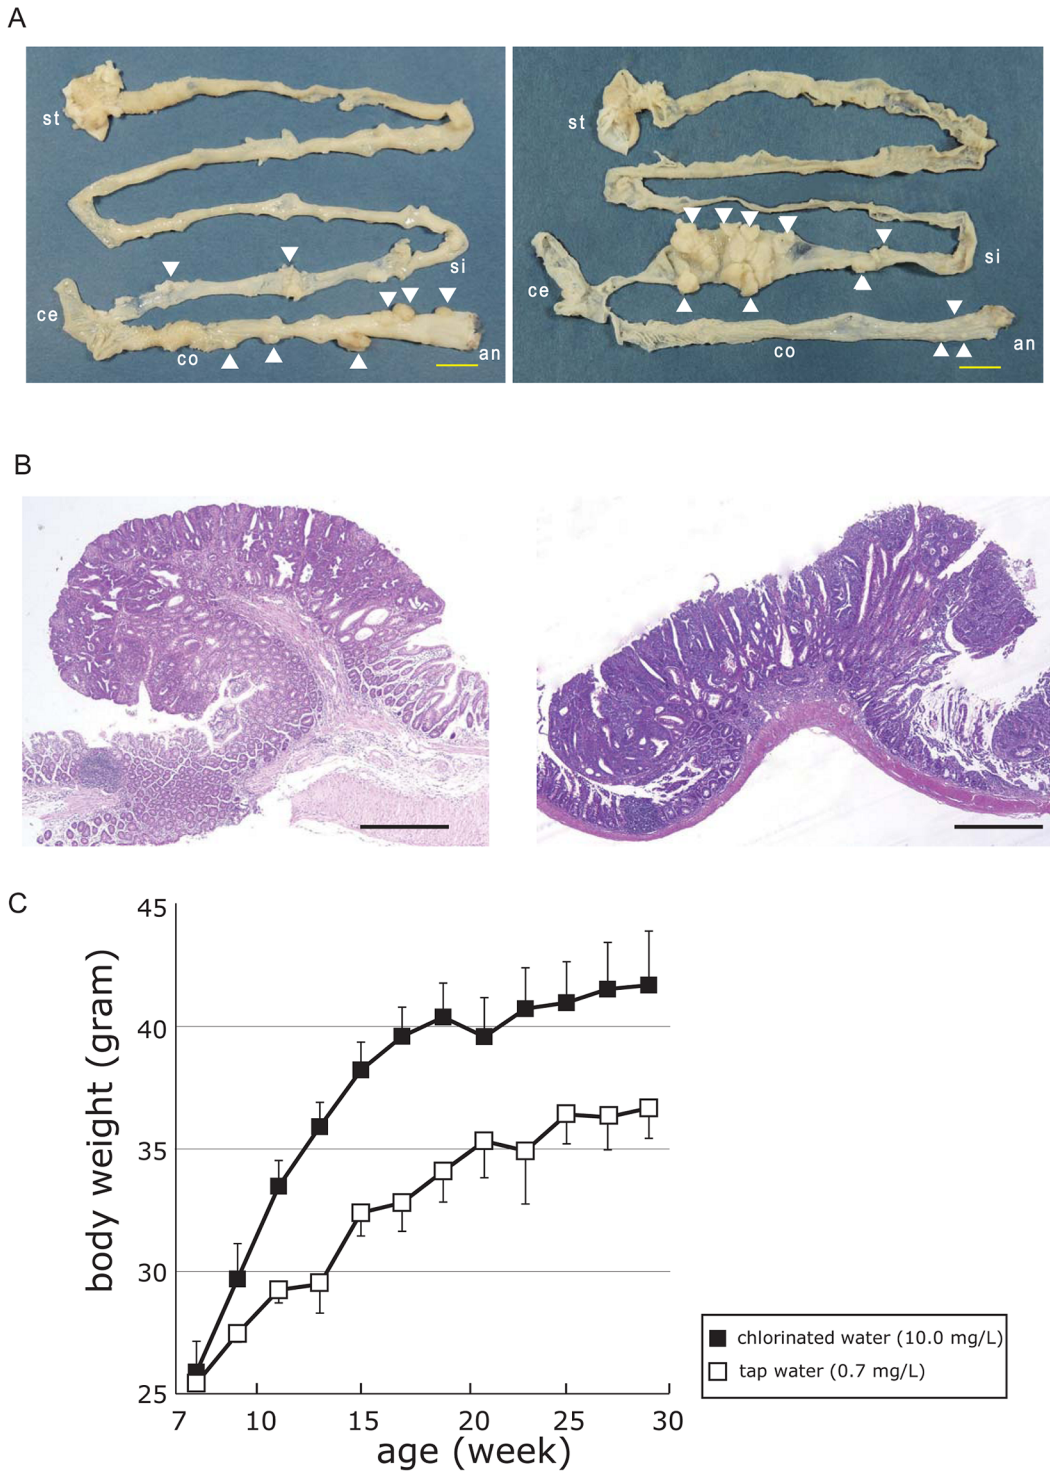 A
st
st
si
si
ce
ce
co
an
co
an
B
C
45
40
35
30
25
body weight (gram)
7 10 15 20 25 30
age (week)
chlorinated water (10.0 mg/L)
tap water (0.7 mg/L)